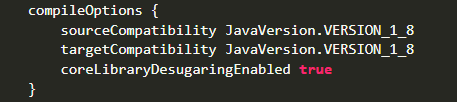 compileOptions {
    sourceCompatibility JavaVersion.VERSION_1_8
    targetCompatibility JavaVersion.VERSION_1_8
    coreLibraryDesugaringEnabled true
}